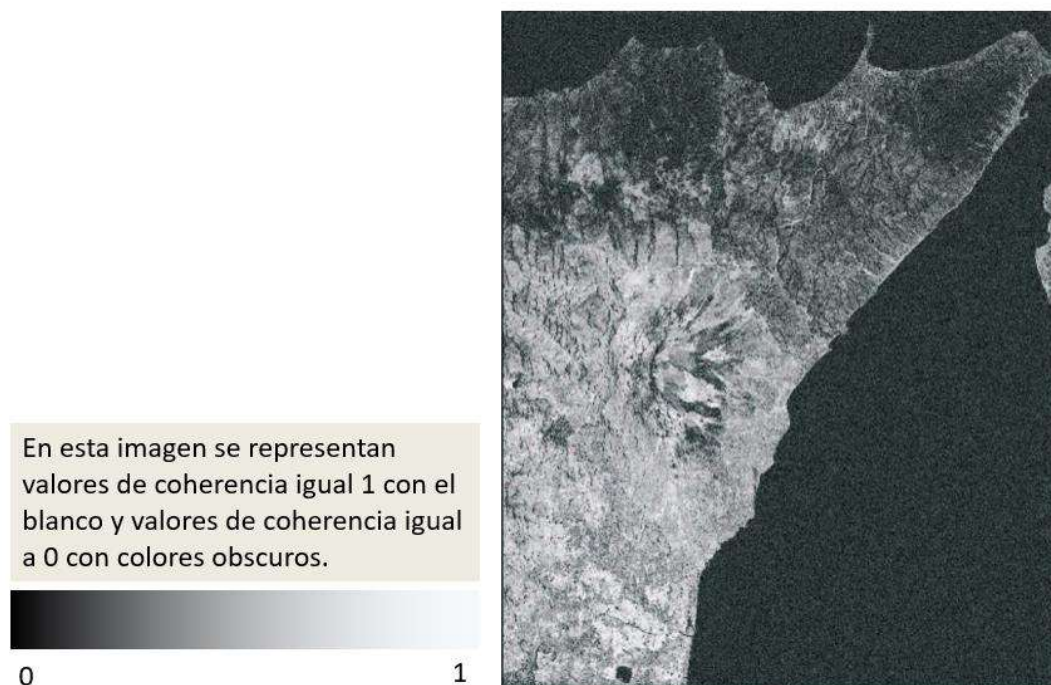 En esta imagen se representan
valores de coherencia igual 1 con el
blanco y valores de coherencia igual
a 0 con colores obscuros.
0 1